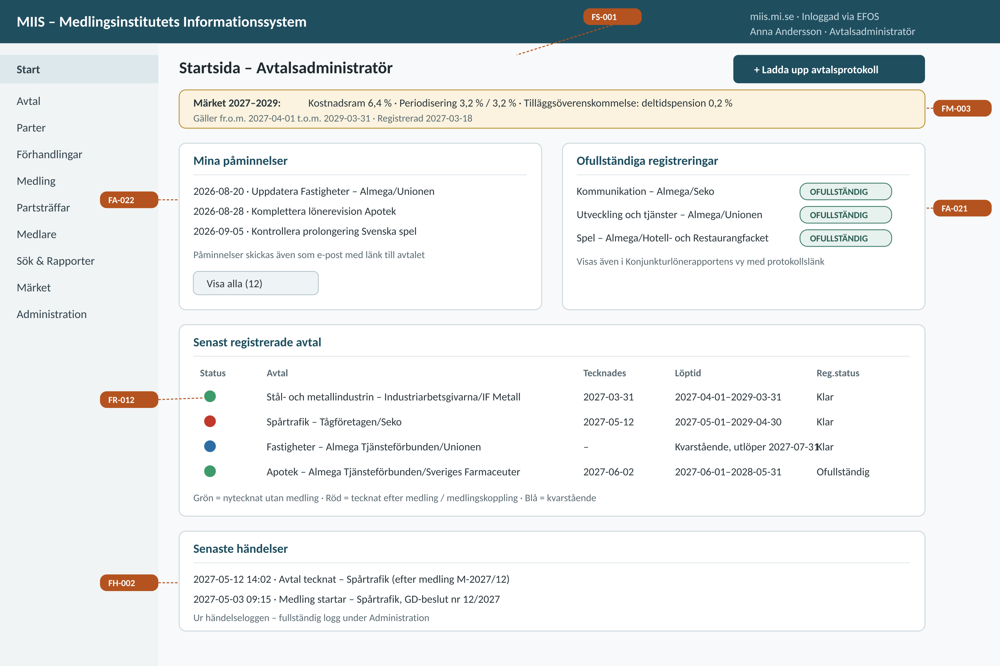 MIIS – Medlingsinstitutets Informationssystem
FS-001
miis.mi.se · Inloggad via EFOS
Anna Andersson · Avtalsadministratör
Start
Avtal
Parter
Förhandlingar
Medling
Partsträffar
Medlare
Sök & Rapporter
Märket
Administration
Startsida – Avtalsadministratör
+ Ladda upp avtalsprotokoll
Märket 2027–2029: Kostnadsram 6,4 % · Periodisering 3,2 % / 3,2 % · Tilläggsöverenskommelse: deltidspension 0,2 %
Gäller fr.o.m. 2027-04-01 t.o.m. 2029-03-31 · Registrerad 2027-03-18
FM-003
Mina påminnelser
2026-08-20 · Uppdatera Fastigheter – Almega/Unionen
FA-022
2026-08-28 · Komplettera lönerevision Apotek
2026-09-05 · Kontrollera prolongering Svenska spel
Påminnelser skickas även som e-post med länk till avtalet
Visa alla (12)
Ofullständiga registreringar
Kommunikation – Almega/Seko OFULLSTÄNDIG
FA-021
Utveckling och tjänster – Almega/Unionen OFULLSTÄNDIG
Spel – Almega/Hotell- och Restaurangfacket OFULLSTÄNDIG
Visas även i Konjunkturlönerapportens vy med protokollslänk
Senast registrerade avtal
Status Avtal Tecknades Löptid Reg.status
FR-012
Stål- och metallindustrin – Industriarbetsgivarna/IF Metall 2027-03-31 2027-04-01–2029-03-31 Klar
Spårtrafik – Tågföretagen/Seko 2027-05-12 2027-05-01–2029-04-30 Klar
Fastigheter – Almega Tjänsteförbunden/Unionen – Kvarstående, utlöper 2027-07-31 Klar
Apotek – Almega Tjänsteförbunden/Sveriges Farmaceuter 2027-06-02 2027-06-01–2028-05-31 Ofullständig
Grön = nytecknat utan medling · Röd = tecknat efter medling / medlingskoppling · Blå = kvarstående
Senaste händelser
2027-05-12 14:02 · Avtal tecknat – Spårtrafik (efter medling M-2027/12)
FH-002
2027-05-03 09:15 · Medling startar – Spårtrafik, GD-beslut nr 12/2027
Ur händelseloggen – fullständig logg under Administration